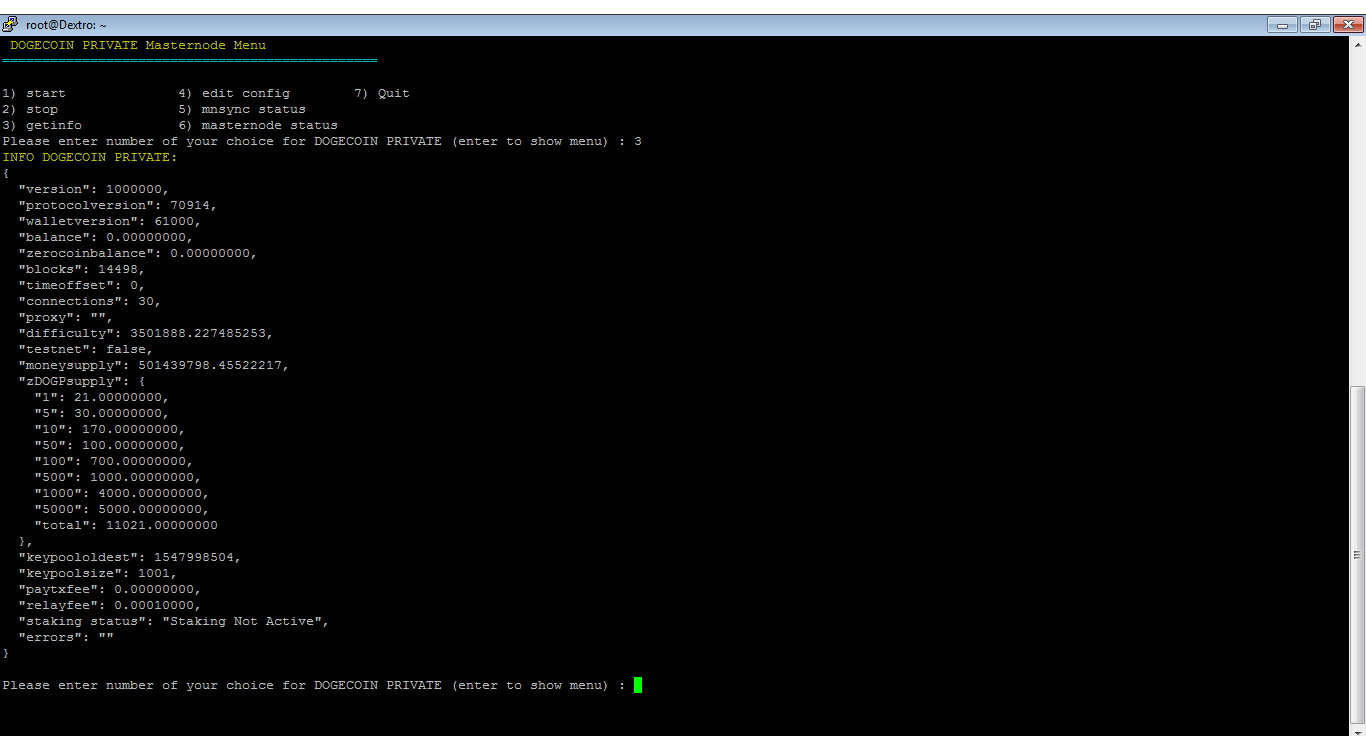 root@Dextro: ~
DOGECOIN PRIVATE Masternode Menu
===============================================
1) start              4) edit config        7) Quit
2) stop               5) mnsync status
3) getinfo            6) masternode status
Please enter number of your choice for DOGECOIN PRIVATE (enter to show menu) : 3
INFO DOGECOIN PRIVATE:
{
  "version": 1000000,
  "protocolversion": 70914,
  "walletversion": 61000,
  "balance": 0.00000000,
  "zerocoinbalance": 0.00000000,
  "blocks": 14498,
  "timeoffset": 0,
  "connections": 30,
  "proxy": "",
  "difficulty": 3501888.227485253,
  "testnet": false,
  "moneysupply": 501439798.45522217,
  "zDOGPsupply": {
    "1": 21.00000000,
    "5": 30.00000000,
    "10": 170.00000000,
    "50": 100.00000000,
    "100": 700.00000000,
    "500": 1000.00000000,
    "1000": 4000.00000000,
    "5000": 5000.00000000,
    "total": 11021.00000000
  },
  "keypoololdest": 1547998504,
  "keypoolsize": 1001,
  "paytxfee": 0.00000000,
  "relayfee": 0.00010000,
  "staking status": "Staking Not Active",
  "errors": ""
}
Please enter number of your choice for DOGECOIN PRIVATE (enter to show menu) :